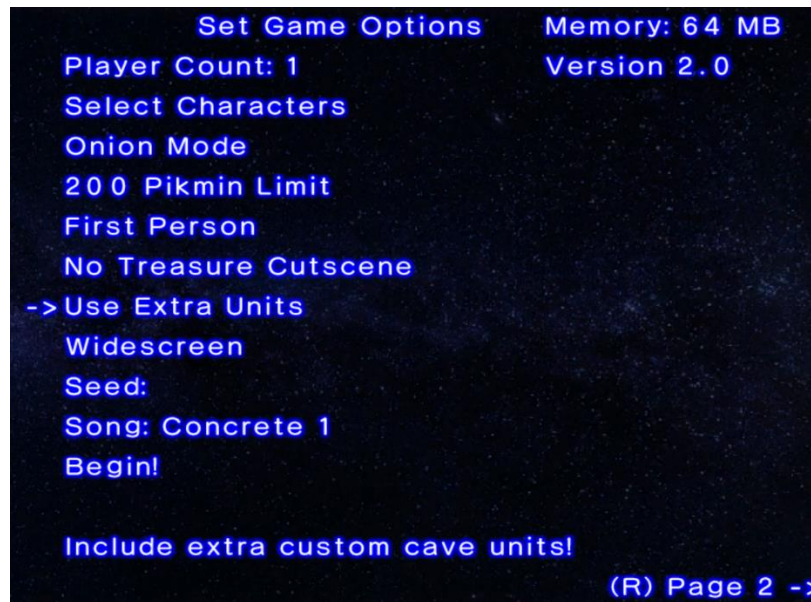 Set Game Options Memory: 64 MB
Player Count: 1 Version 2.0
Select Characters
Onion Mode
200 Pikmin Limit
First Person
No Treasure Cutscene
->Use Extra Units
Widescreen
Seed:
Song: Concrete 1
Begin!
Include extra custom cave units!
(R) Page 2 ->